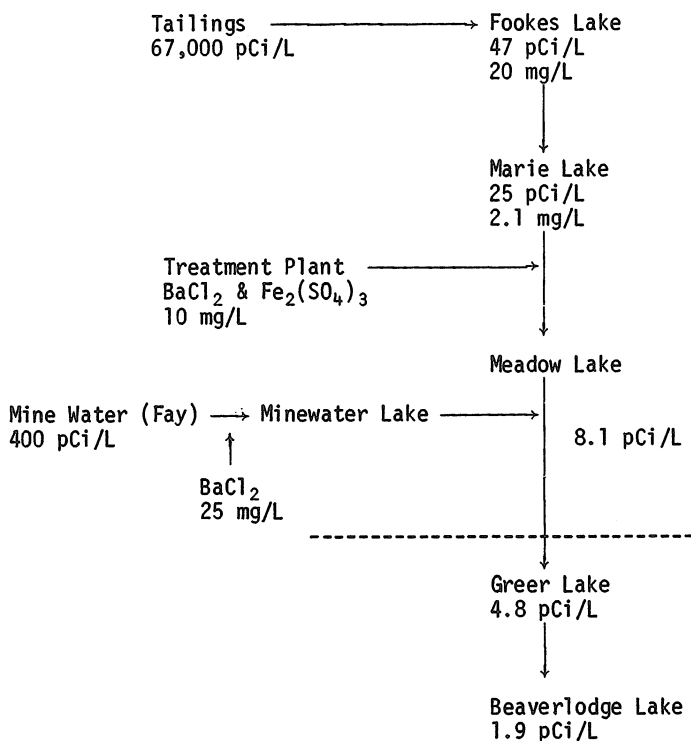 Tailings
67,000 pCi/L
Fookes Lake
47 pCi/L
20 mg/L
Marie Lake
25 pCi/L
2.1 mg/L
Treatment Plant
BaCl₂ & Fe₂(SO₄)₃
10 mg/L
Meadow Lake
Mine Water (Fay)
400 pCi/L
Minewater Lake
8.1 pCi/L
BaCl₂
25 mg/L
Greer Lake
4.8 pCi/L
Beaverlodge Lake
1.9 pCi/L